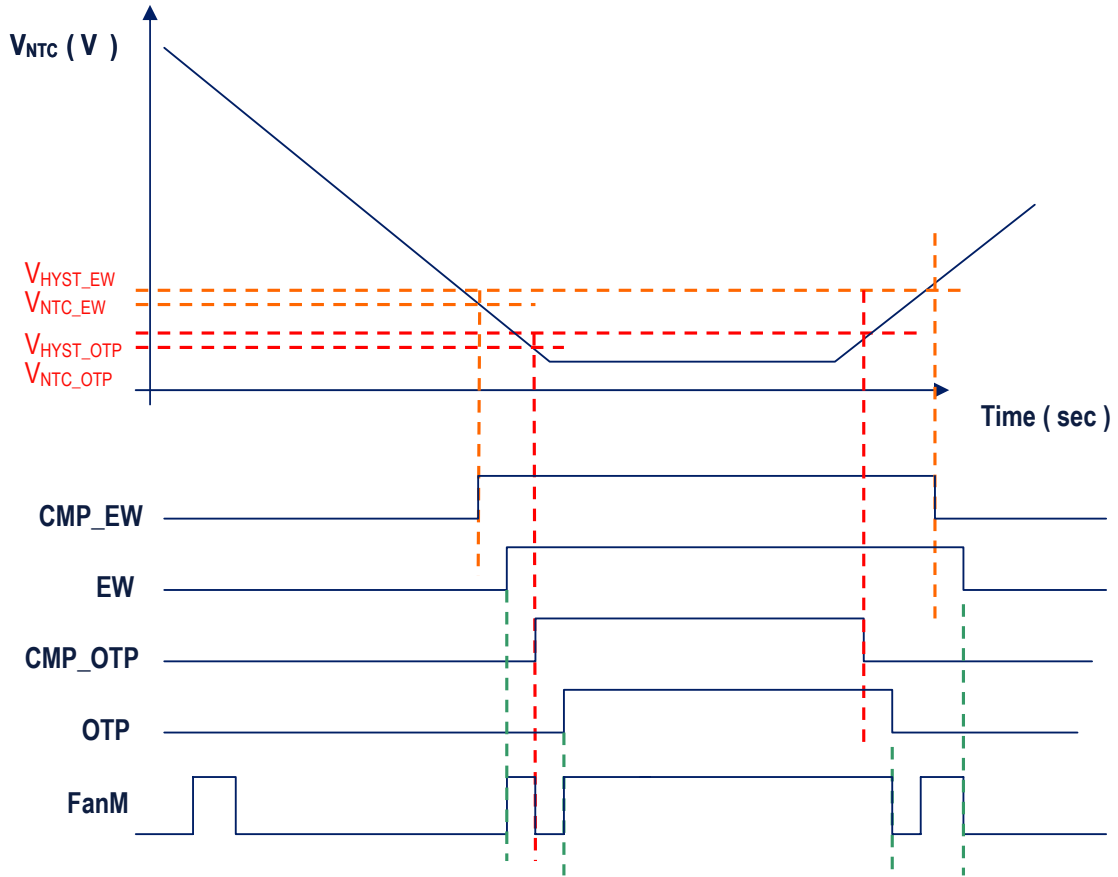 VNTC ( V )
VHYST_EW
VNTC_EW
VHYST_OTP
VNTC_OTP
Time ( sec )
CMP_EW
EW
CMP_OTP
OTP
FanM